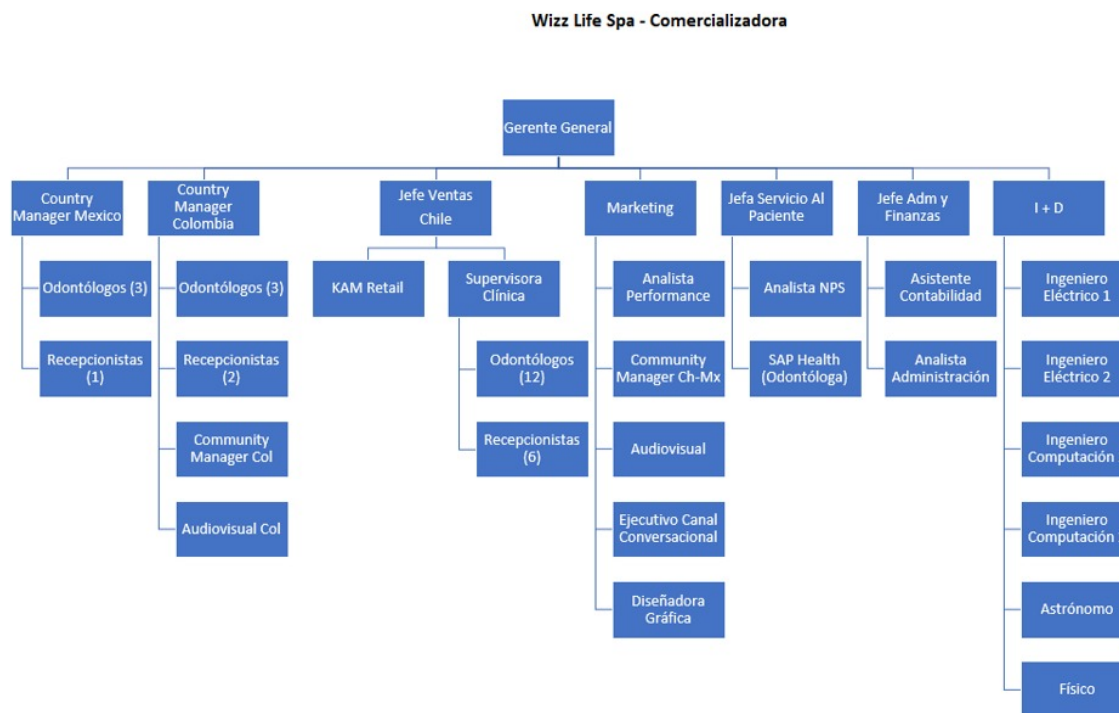 Wizz Life Spa - Comercializadora
Gerente General
Country
Manager Mexico
Country
Manager
Colombia
Jefe Ventas
Chile
Marketing
Jefa Servicio Al
Paciente
Jefe Adm y
Finanzas
I + D
Odontólogos (3)
Recepcionistas
(1)
Odontólogos (3)
Recepcionistas
(2)
Community
Manager Col
Audiovisual Col
KAM Retail
Supervisora
Clínica
Odontólogos
(12)
Recepcionistas
(6)
Analista
Performance
Community
Manager Ch-Mx
Audiovisual
Ejecutivo Canal
Conversacional
Diseñadora
Gráfica
Analista NPS
SAP Health
(Odontóloga)
Asistente
Contabilidad
Analista
Administración
Ingeniero
Eléctrico 1
Ingeniero
Eléctrico 2
Ingeniero
Computación
Ingeniero
Computación
Astrónomo
Físico